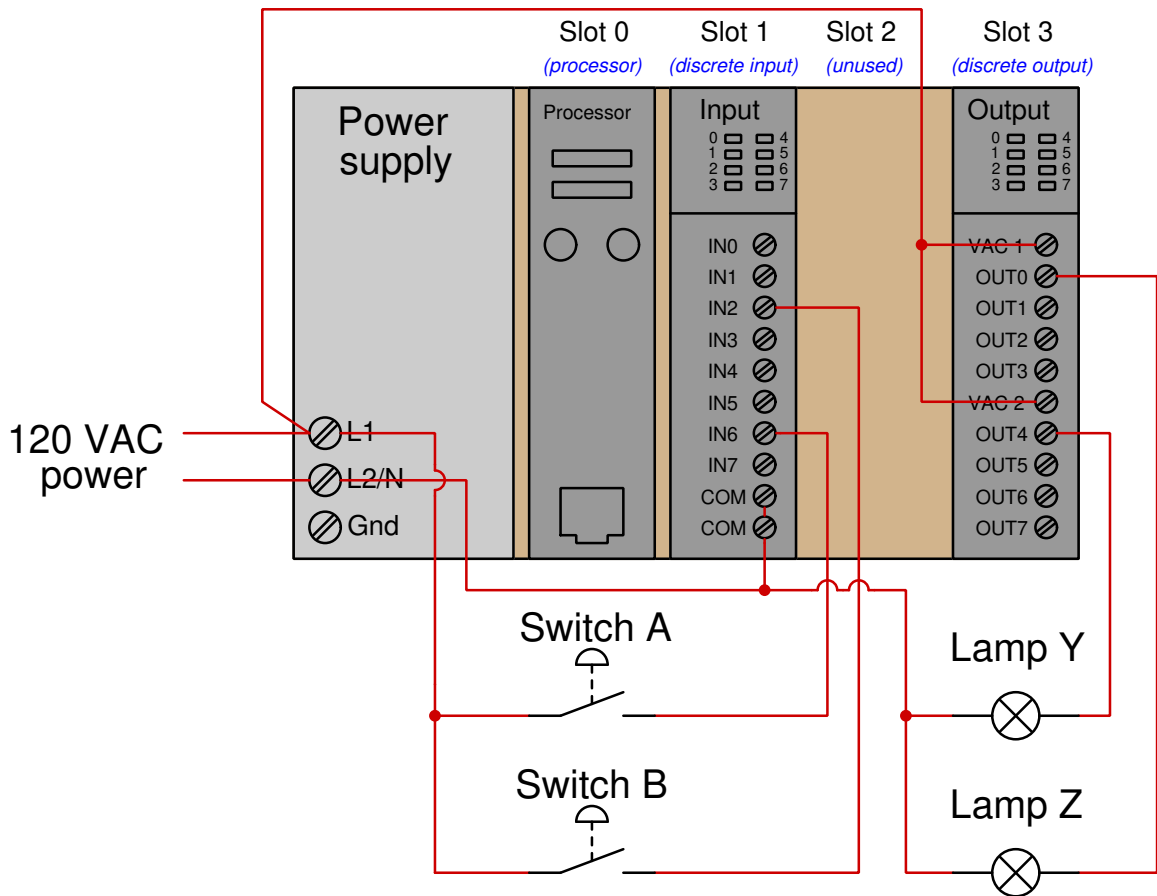 Slot 0
(processor)
Slot 1
(discrete input)
Slot 2
(unused)
Slot 3
(discrete output)
Power
supply
120 VAC
power
L1
L2/N
Gnd
Processor
Input
0 4
1 5
2 6
3 7
IN0
IN1
IN2
IN3
IN4
IN5
IN6
IN7
COM
COM
Output
0 4
1 5
2 6
3 7
VAC 1
OUT0
OUT1
OUT2
OUT3
VAC 2
OUT4
OUT5
OUT6
OUT7
Switch A
Switch B
Lamp Y
Lamp Z